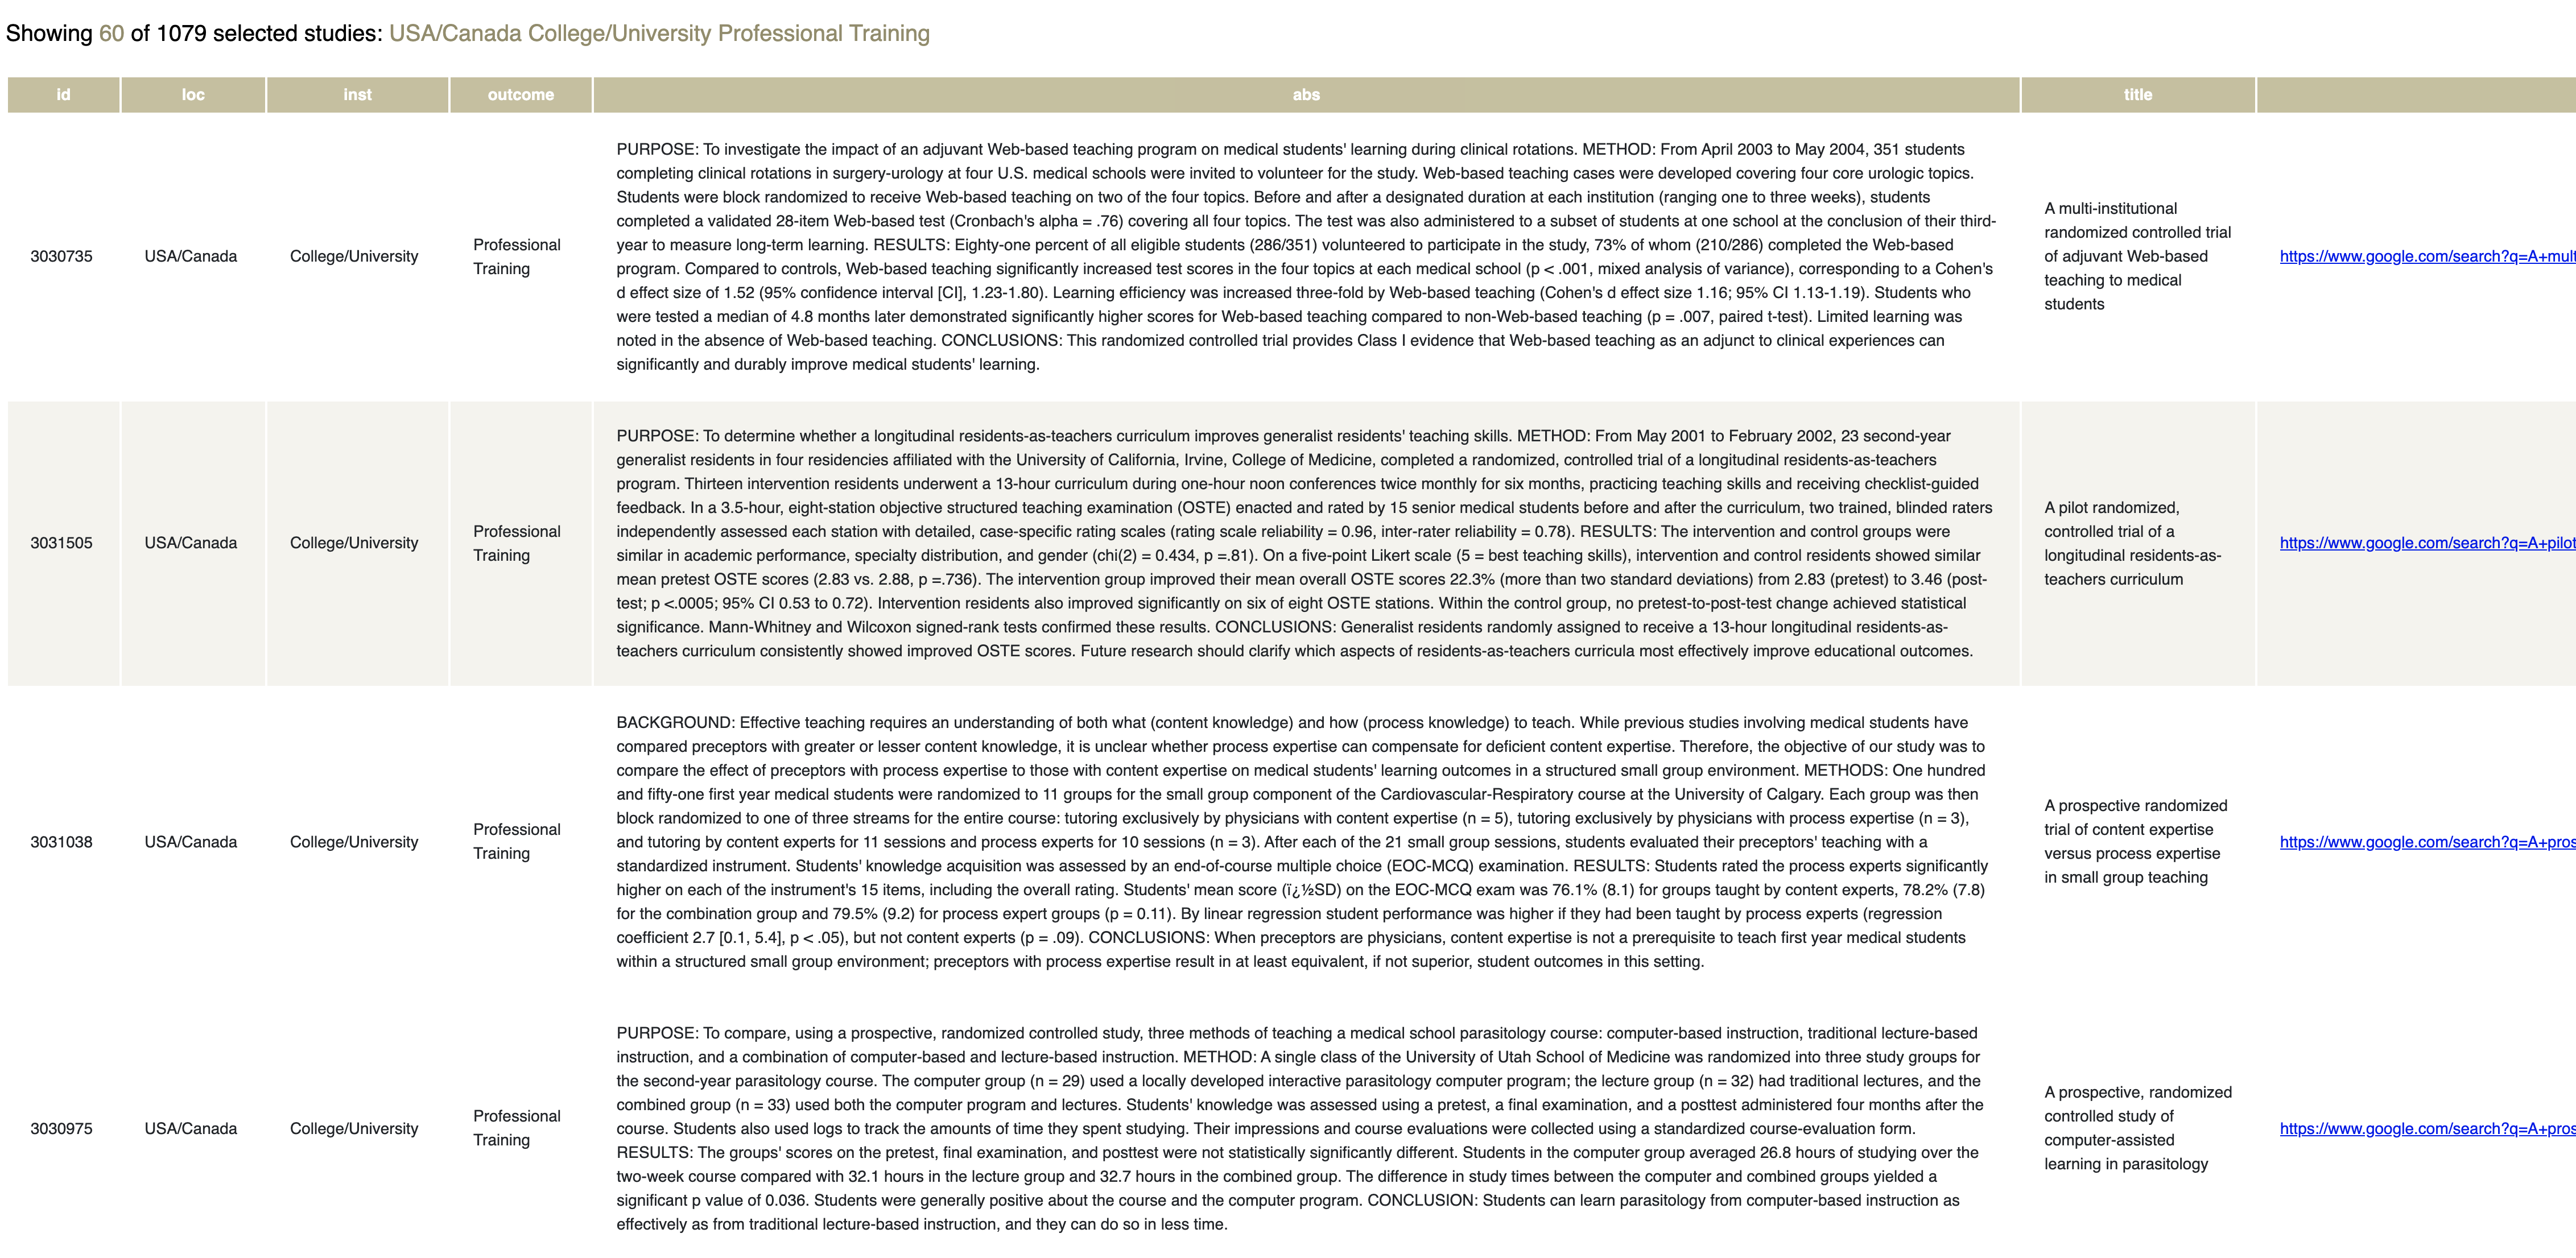 Showing 60 of 1079 selected studies: USA/Canada College/University Professional Training
id loc inst outcome abs title
3030735
USA/Canada
College/University
Professional
Training
PURPOSE: To investigate the impact of an adjuvant Web-based teaching program on medical students' learning during clinical rotations. METHOD: From April 2003 to May 2004, 351 students
completing clinical rotations in surgery-urology at four U.S. medical schools were invited to volunteer for the study. Web-based teaching cases were developed covering four core urologic topics.
Students were block randomized to receive Web-based teaching on two of the four topics. Before and after a designated duration at each institution (ranging one to three weeks), students
completed a validated 28-item Web-based test (Cronbach's alpha = .76) covering all four topics. The test was also administered to a subset of students at one school at the conclusion of their third-
year to measure long-term learning. RESULTS: Eighty-one percent of all eligible students (286/351) volunteered to participate in the study, 73% of whom (210/286) completed the Web-based
program. Compared to controls, Web-based teaching significantly increased test scores in the four topics at each medical school (p < .001, mixed analysis of variance), corresponding to a Cohen's
d effect size of 1.52 (95% confidence interval [CI], 1.23-1.80). Learning efficiency was increased three-fold by Web-based teaching (Cohen's d effect size 1.16; 95% CI 1.13-1.19). Students who
were tested a median of 4.8 months later demonstrated significantly higher scores for Web-based teaching compared to non-Web-based teaching (p = .007, paired t-test). Limited learning was
noted in the absence of Web-based teaching. CONCLUSIONS: This randomized controlled trial provides Class I evidence that Web-based teaching as an adjunct to clinical experiences can
significantly and durably improve medical students' learning.
A multi-institutional
randomized controlled trial
of adjuvant Web-based
teaching to medical
students
https://www.google.com/search?q=A+mult
3031505
USA/Canada
College/University
Professional
Training
PURPOSE: To determine whether a longitudinal residents-as-teachers curriculum improves generalist residents' teaching skills. METHOD: From May 2001 to February 2002, 23 second-year
generalist residents in four residencies affiliated with the University of California, Irvine, College of Medicine, completed a randomized, controlled trial of a longitudinal residents-as-teachers
program. Thirteen intervention residents underwent a 13-hour curriculum during one-hour noon conferences twice monthly for six months, practicing teaching skills and receiving checklist-guided
feedback. In a 3.5-hour, eight-station objective structured teaching examination (OSTE) enacted and rated by 15 senior medical students before and after the curriculum, two trained, blinded raters
independently assessed each station with detailed, case-specific rating scales (rating scale reliability = 0.96, inter-rater reliability = 0.78). RESULTS: The intervention and control groups were
similar in academic performance, specialty distribution, and gender (chi(2) = 0.434, p =.81). On a five-point Likert scale (5 = best teaching skills), intervention and control residents showed similar
mean pretest OSTE scores (2.83 vs. 2.88, p =.736). The intervention group improved their mean overall OSTE scores 22.3% (more than two standard deviations) from 2.83 (pretest) to 3.46 (post-
test; p <.0005; 95% CI 0.53 to 0.72). Intervention residents also improved significantly on six of eight OSTE stations. Within the control group, no pretest-to-post-test change achieved statistical
significance. Mann-Whitney and Wilcoxon signed-rank tests confirmed these results. CONCLUSIONS: Generalist residents randomly assigned to receive a 13-hour longitudinal residents-as-
teachers curriculum consistently showed improved OSTE scores. Future research should clarify which aspects of residents-as-teachers curricula most effectively improve educational outcomes.
A pilot randomized,
controlled trial of a
longitudinal residents-as-
teachers curriculum
https://www.google.com/search?q=A+pilot
3031038
USA/Canada
College/University
Professional
Training
BACKGROUND: Effective teaching requires an understanding of both what (content knowledge) and how (process knowledge) to teach. While previous studies involving medical students have
compared preceptors with greater or lesser content knowledge, it is unclear whether process expertise can compensate for deficient content expertise. Therefore, the objective of our study was to
compare the effect of preceptors with process expertise to those with content expertise on medical students' learning outcomes in a structured small group environment. METHODS: One hundred
and fifty-one first year medical students were randomized to 11 groups for the small group component of the Cardiovascular-Respiratory course at the University of Calgary. Each group was then
block randomized to one of three streams for the entire course: tutoring exclusively by physicians with content expertise (n = 5), tutoring exclusively by physicians with process expertise (n = 3),
and tutoring by content experts for 11 sessions and process experts for 10 sessions (n = 3). After each of the 21 small group sessions, students evaluated their preceptors' teaching with a
standardized instrument. Students' knowledge acquisition was assessed by an end-of-course multiple choice (EOC-MCQ) examination. RESULTS: Students rated the process experts significantly
higher on each of the instrument's 15 items, including the overall rating. Students' mean score (ï¿½SD) on the EOC-MCQ exam was 76.1% (8.1) for groups taught by content experts, 78.2% (7.8)
for the combination group and 79.5% (9.2) for process expert groups (p = 0.11). By linear regression student performance was higher if they had been taught by process experts (regression
coefficient 2.7 [0.1, 5.4], p < .05), but not content experts (p = .09). CONCLUSIONS: When preceptors are physicians, content expertise is not a prerequisite to teach first year medical students
within a structured small group environment; preceptors with process expertise result in at least equivalent, if not superior, student outcomes in this setting.
A prospective randomized
trial of content expertise
versus process expertise
in small group teaching
https://www.google.com/search?q=A+pros
3030975
USA/Canada
College/University
Professional
Training
PURPOSE: To compare, using a prospective, randomized controlled study, three methods of teaching a medical school parasitology course: computer-based instruction, traditional lecture-based
instruction, and a combination of computer-based and lecture-based instruction. METHOD: A single class of the University of Utah School of Medicine was randomized into three study groups for
the second-year parasitology course. The computer group (n = 29) used a locally developed interactive parasitology computer program; the lecture group (n = 32) had traditional lectures, and the
combined group (n = 33) used both the computer program and lectures. Students' knowledge was assessed using a pretest, a final examination, and a posttest administered four months after the
course. Students also used logs to track the amounts of time they spent studying. Their impressions and course evaluations were collected using a standardized course-evaluation form.
RESULTS: The groups' scores on the pretest, final examination, and posttest were not statistically significantly different. Students in the computer group averaged 26.8 hours of studying over the
two-week course compared with 32.1 hours in the lecture group and 32.7 hours in the combined group. The difference in study times between the computer and combined groups yielded a
significant p value of 0.036. Students were generally positive about the course and the computer program. CONCLUSION: Students can learn parasitology from computer-based instruction as
effectively as from traditional lecture-based instruction, and they can do so in less time.
A prospective, randomized
controlled study of
computer-assisted
learning in parasitology
https://www.google.com/search?q=A+pros